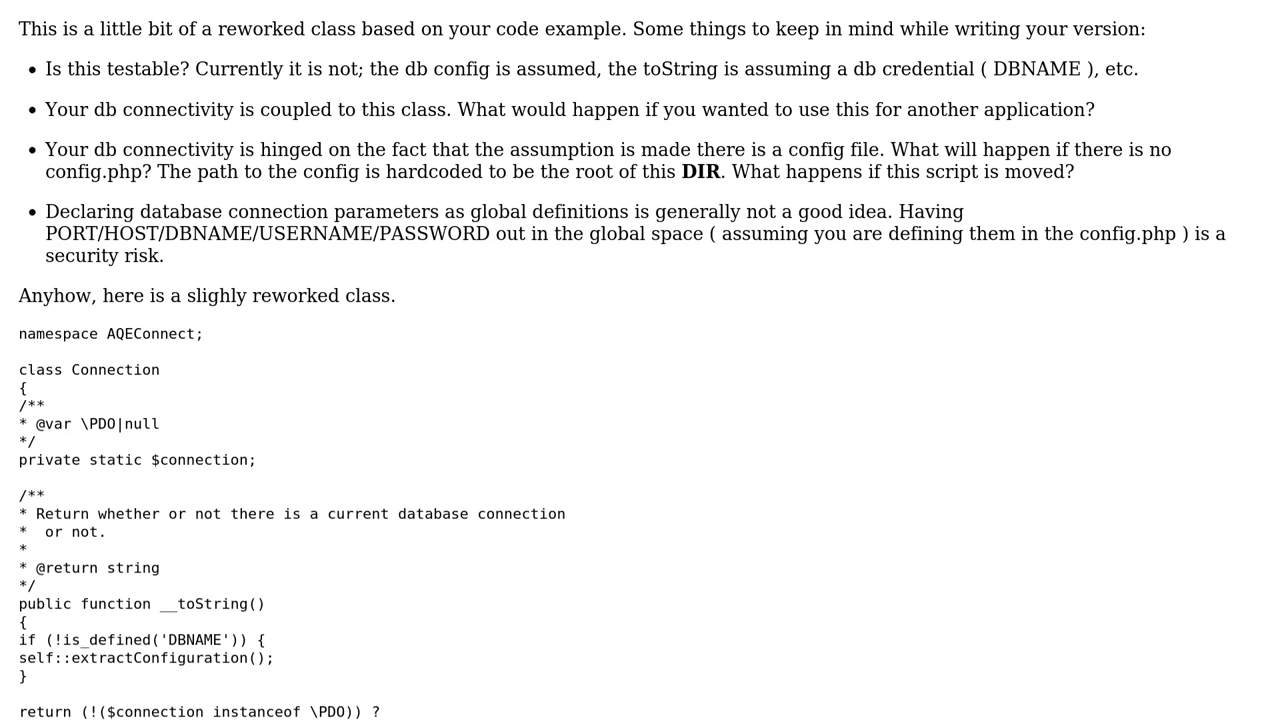 This is a little bit of a reworked class based on your code example. Some things to keep in mind while writing your version:
• Is this testable? Currently it is not; the db config is assumed, the toString is assuming a db credential ( DBNAME ), etc.
• Your db connectivity is coupled to this class. What would happen if you wanted to use this for another application?
• Your db connectivity is hinged on the fact that the assumption is made there is a config file. What will happen if there is no
config.php? The path to the config is hardcoded to be the root of this DIR. What happens if this script is moved?
• Declaring database connection parameters as global definitions is generally not a good idea. Having
PORT/HOST/DBNAME/USERNAME/PASSWORD out in the global space ( assuming you are defining them in the config.php ) is a
security risk.
Anyhow, here is a slighly reworked class.
namespace AQEConnect;
class Connection
{
/**
* @var \PDO|null
*/
private static $connection;
/**
* Return whether or not there is a current database connection
*  or not.
*
* @return string
*/
public function __toString()
{
if (!is_defined('DBNAME')) {
self::extractConfiguration();
}
return (!($connection instanceof \PDO)) ?